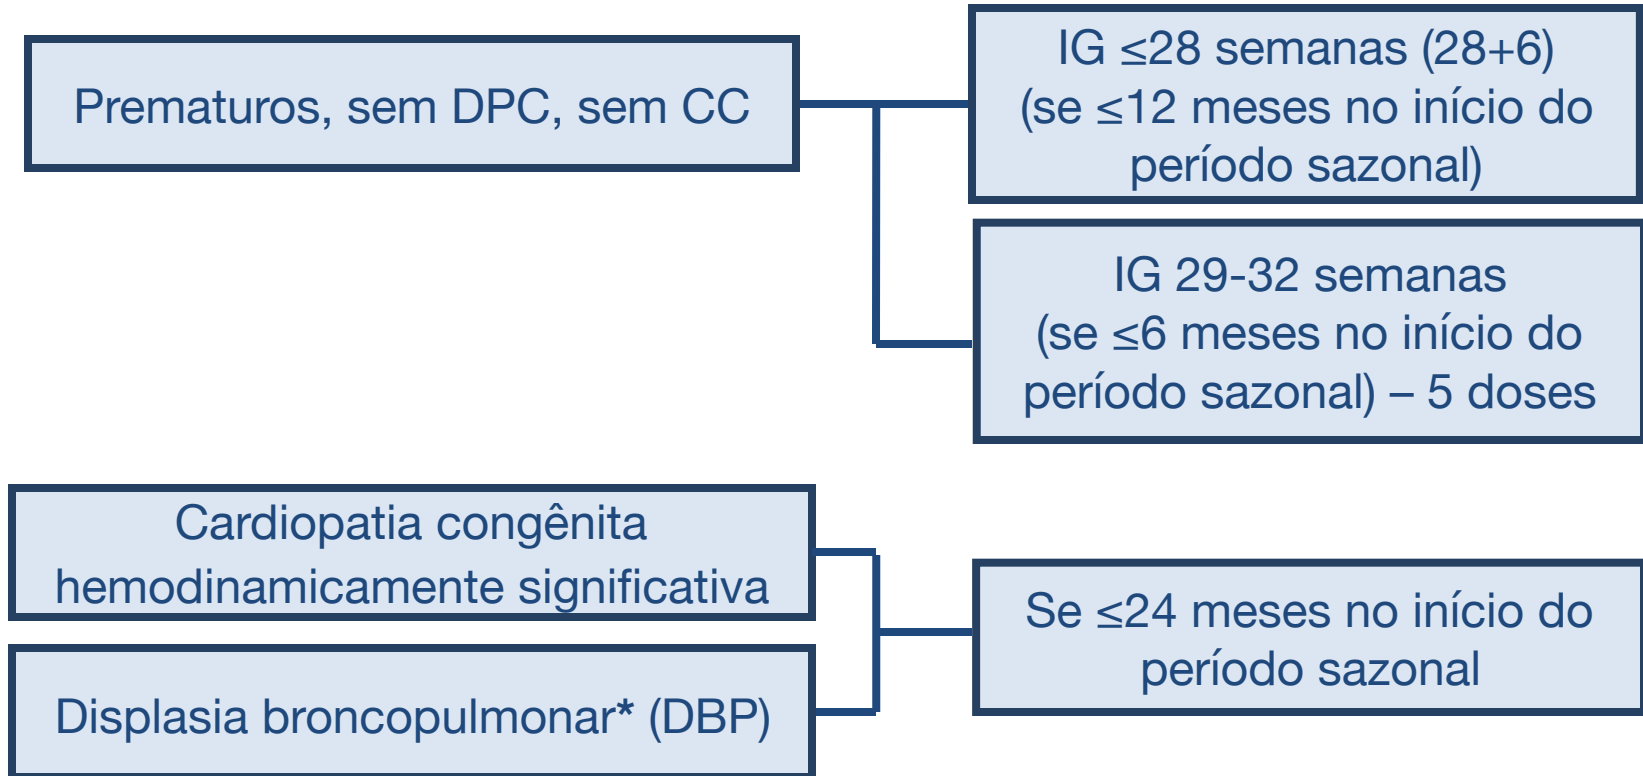 Prematuros, sem DPC, sem CC
IG ≤28 semanas (28+6)
(se ≤12 meses no início do
período sazonal)
IG 29-32 semanas
(se ≤6 meses no início do
período sazonal) – 5 doses
Cardiopatia congênita
hemodinamicamente significativa
Displasia broncopulmonar* (DBP)
Se ≤24 meses no início do
período sazonal